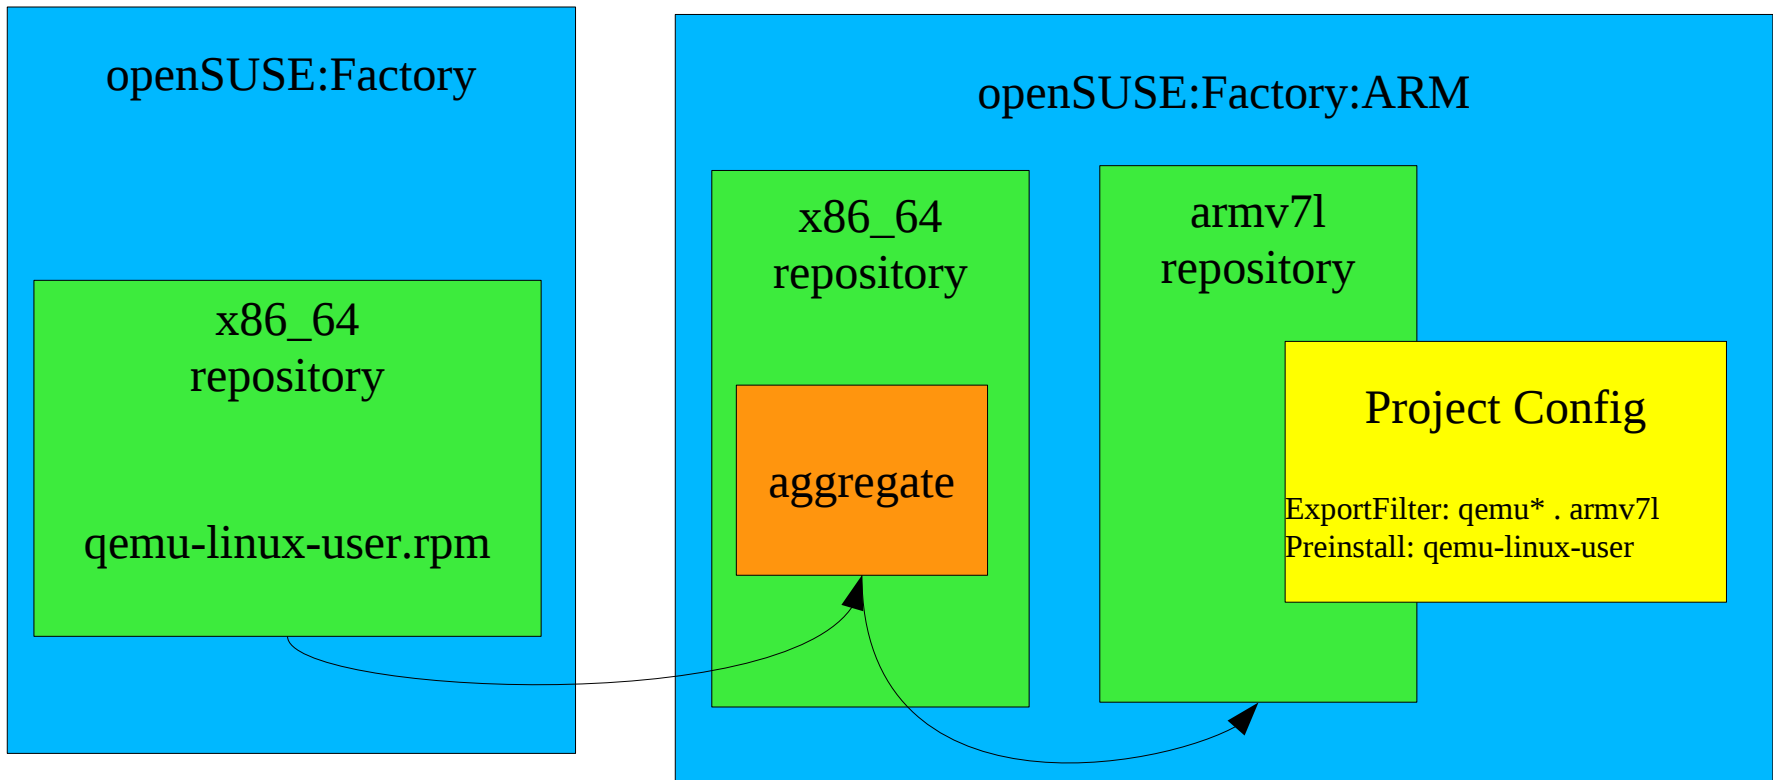 openSUSE:Factory
x86_64
repository
qemu-linux-user.rpm
openSUSE:Factory:ARM
x86_64
repository
aggregate
armv7l
repository
Project Config
ExportFilter: qemu* . armv7l
Preinstall: qemu-linux-user